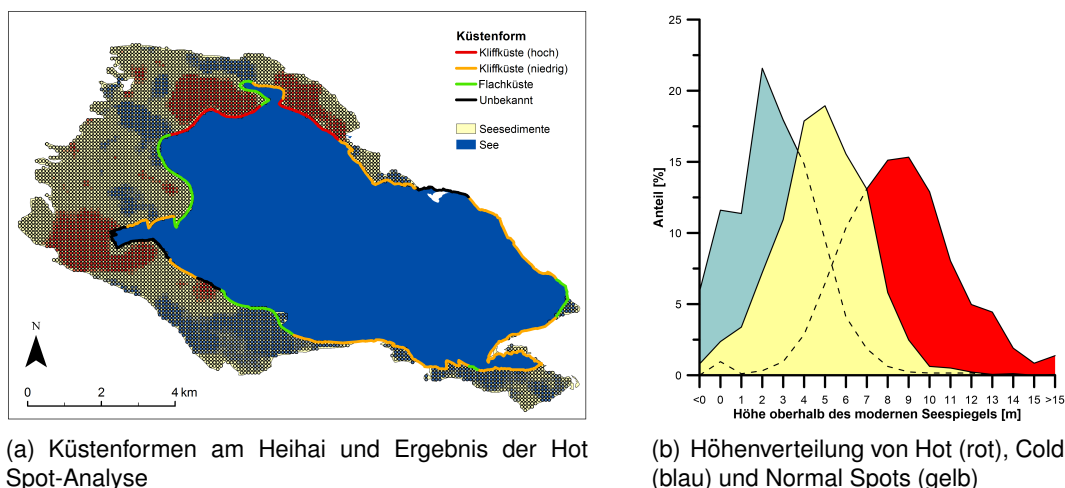 Küstenform
Kliffküste (hoch)
Kliffküste (niedrig)
Flachküste
Unbekannt
Seesedimente
See
N
0 2 4 km
25
20
15
10
5
0
Anteil [%]
<0 0 1 2 3 4 5 6 7 8 9 10 11 12 13 14 15 >15
Höhe oberhalb des modernen Seespiegels [m]
(a) Küstenformen am Heihai und Ergebnis der Hot
Spot-Analyse
(b) Höhenverteilung von Hot (rot), Cold
(blau) und Normal Spots (gelb)